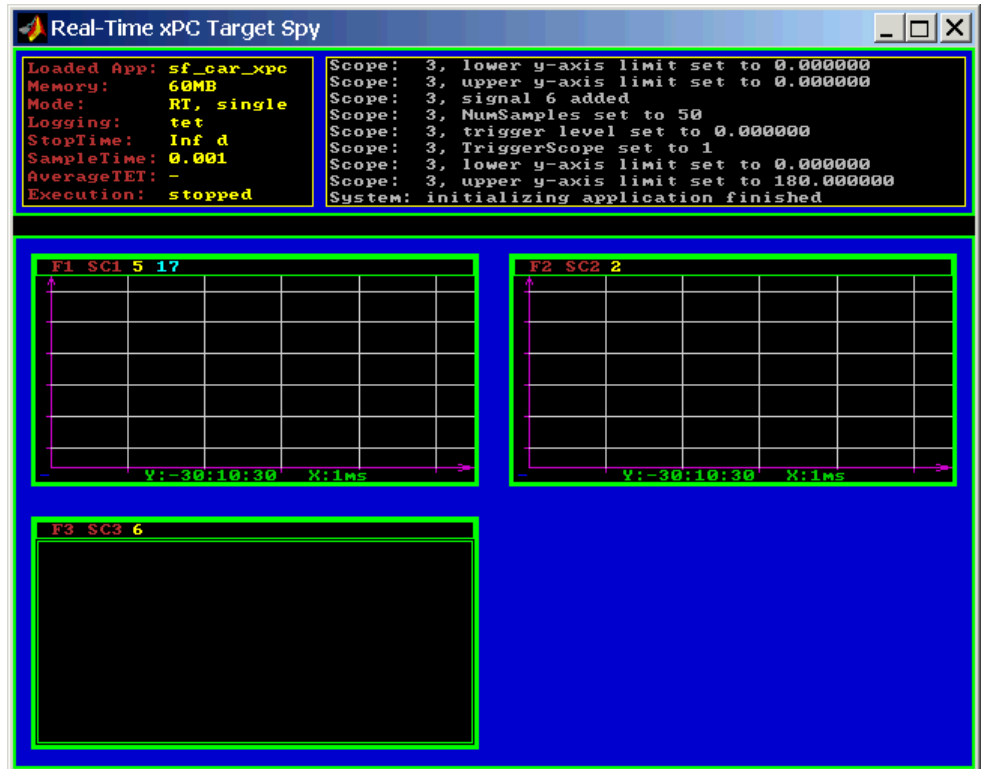 Real-Time xPC Target Spy
Loaded App: sf_car_xpc
Memory: 60MB
Mode: RT, single
Logging: tet
StopTime: Inf d
SampleTime: 0.001
AverageTET: -
Execution: stopped
Scope: 3, lower y-axis limit set to 0.000000
Scope: 3, upper y-axis limit set to 0.000000
Scope: 3, signal 6 added
Scope: 3, NumSamples set to 50
Scope: 3, trigger level set to 0.000000
Scope: 3, TriggerScope set to 1
Scope: 3, lower y-axis limit set to 0.000000
Scope: 3, upper y-axis limit set to 180.000000
System: initializing application finished
F1 SC1 5 17
Y:-30:10:30 X:1ms
F2 SC2 2
Y:-30:10:30 X:1ms
F3 SC3 6